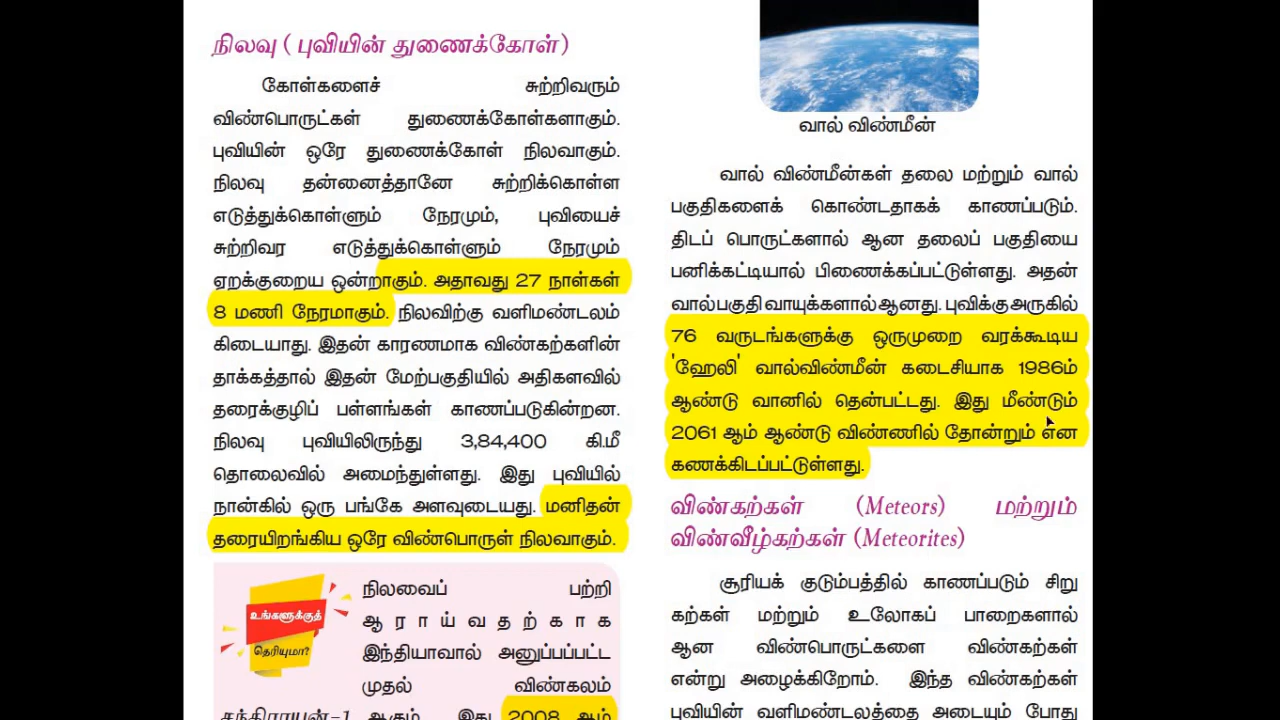 நிலவு ( புவியின் துணைக்கோள்)
கோள்களைச் சுற்றிவரும்
விண்பொருட்கள் துணைக்கோள்களாகும்.
புவியின் ஒரே துணைக்கோள் நிலவாகும்.
நிலவு தன்னைத்தானே சுற்றிக்கொள்ள
எடுத்துக்கொள்ளும் நேரமும், புவியைச்
சுற்றிவர எடுத்துக்கொள்ளும் நேரமும்
ஏறக்குறைய ஒன்றாகும். அதாவது 27 நாள்கள்
8 மணி நேரமாகும். நிலவிற்கு வளிமண்டலம்
கிடையாது. இதன் காரணமாக விண்கற்களின்
தாக்கத்தால் இதன் மேற்பகுதியில் அதிகளவில்
தரைக்குழிப் பள்ளங்கள் காணப்படுகின்றன.
நிலவு புவியிலிருந்து 3,84,400 கி.மீ
தொலைவில் அமைந்துள்ளது. இது புவியில்
நான்கில் ஒரு பங்கே அளவுடையது. மனிதன்
தரையிறங்கிய ஒரே விண்பொருள் நிலவாகும்.
உங்களுக்குத்
தெரியுமா?
நிலவைப் பற்றி
ஆராய்வதற்காக
இந்தியாவால் அனுப்பப்பட்ட
முதல் விண்கலம்
சந்திராயன்-1 ஆகும். இது 2008 ஆம்
வால் விண்மீன்
வால் விண்மீன்கள் தலை மற்றும் வால்
பகுதிகளைக் கொண்டதாகக் காணப்படும்.
திடப் பொருட்களால் ஆன தலைப் பகுதியை
பனிக்கட்டியால் பிணைக்கப்பட்டுள்ளது. அதன்
வால்பகுதி வாயுக்களால் ஆனது. புவிக்கு அருகில்
76 வருடங்களுக்கு ஒருமுறை வரக்கூடிய
'ஹேலி' வால்விண்மீன் கடைசியாக 1986ம்
ஆண்டு வானில் தென்பட்டது. இது மீண்டும்
2061 ஆம் ஆண்டு விண்ணில் தோன்றும் என
கணக்கிடப்பட்டுள்ளது.
விண்கற்கள் (Meteors) மற்றும்
விண்வீழ்கற்கள் (Meteorites)
சூரியக் குடும்பத்தில் காணப்படும் சிறு
கற்கள் மற்றும் உலோகப் பாறைகளால்
ஆன விண்பொருட்களை விண்கற்கள்
என்று அழைக்கிறோம். இந்த விண்கற்கள்
புவியின் வளிமண்டலத்தை அடையும் போது